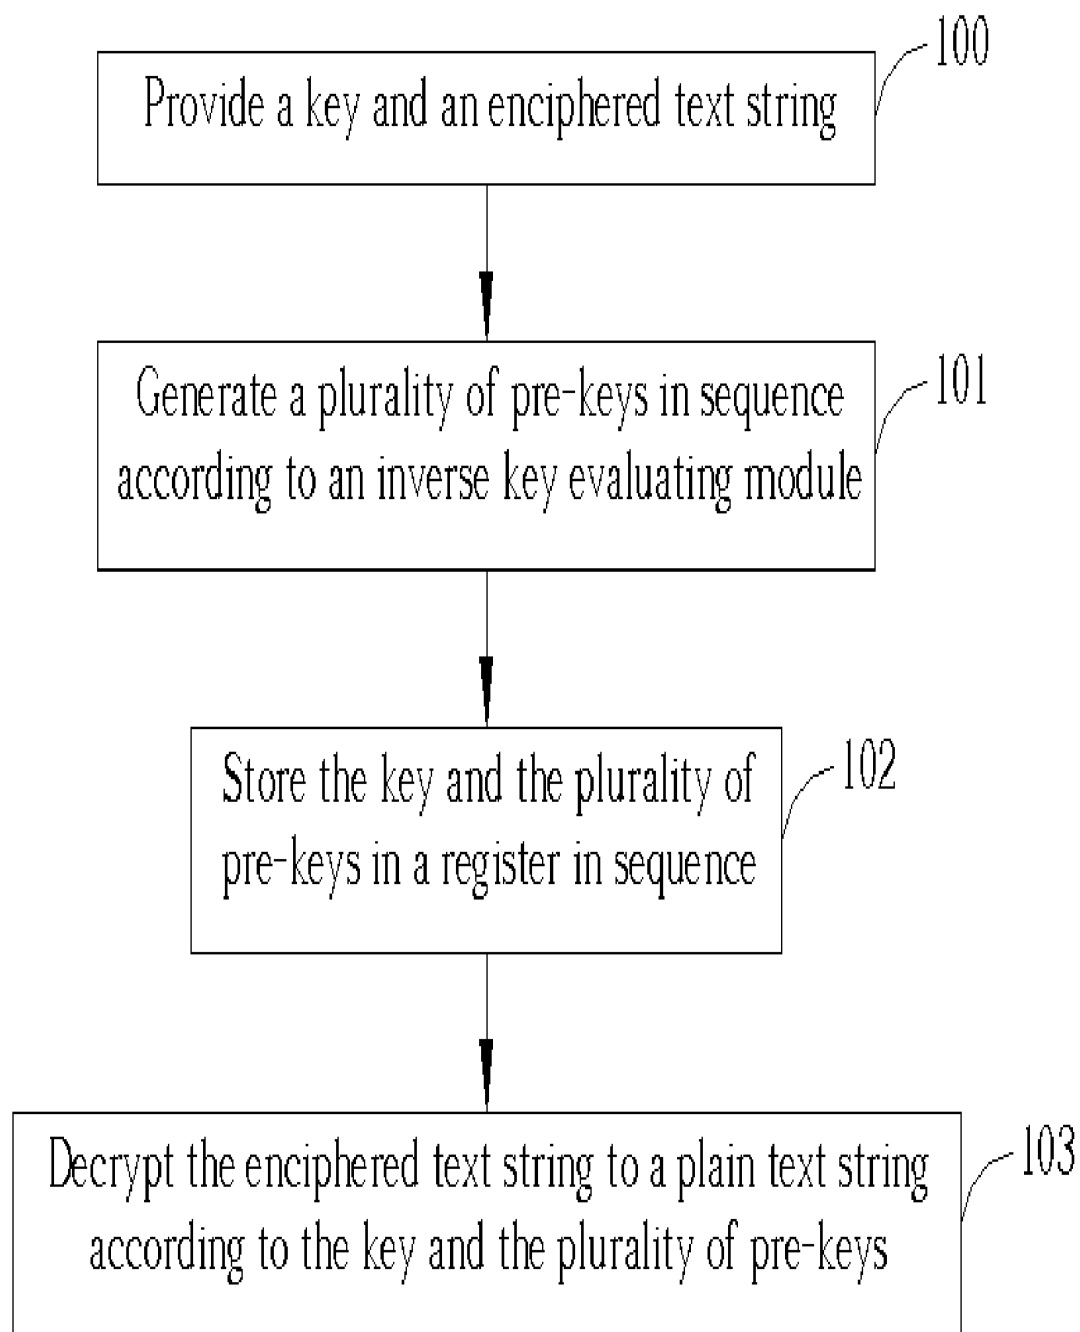 100
Provide a key and an enciphered text string
101
Generate a plurality of pre-keys in sequence
according to an inverse key evaluating module
102
Store the key and the plurality of
pre-keys in a register in sequence
103
Decrypt the enciphered text string to a plain text string
according to the key and the plurality of pre-keys